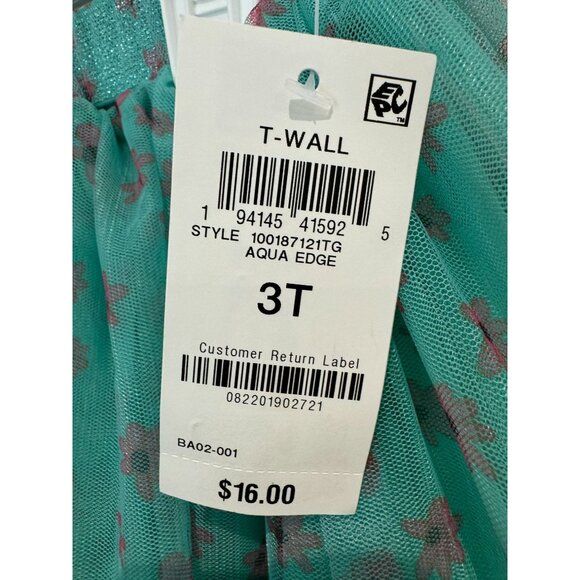 EPC
TM
T-WALL
1 94145 41592 5
STYLE 100187121TG
AQUA EDGE
3T
Customer Return Label
082201902721
BA02-001
$16.00